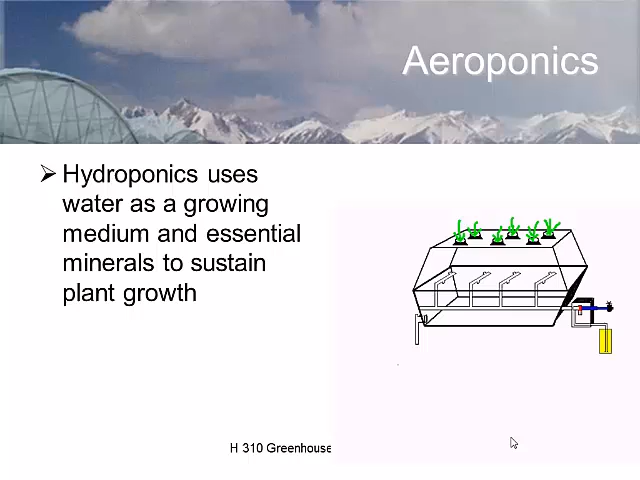 Aeroponics
Hydroponics uses
water as a growing
medium and essential
minerals to sustain
plant growth
H 310 Greenhouse